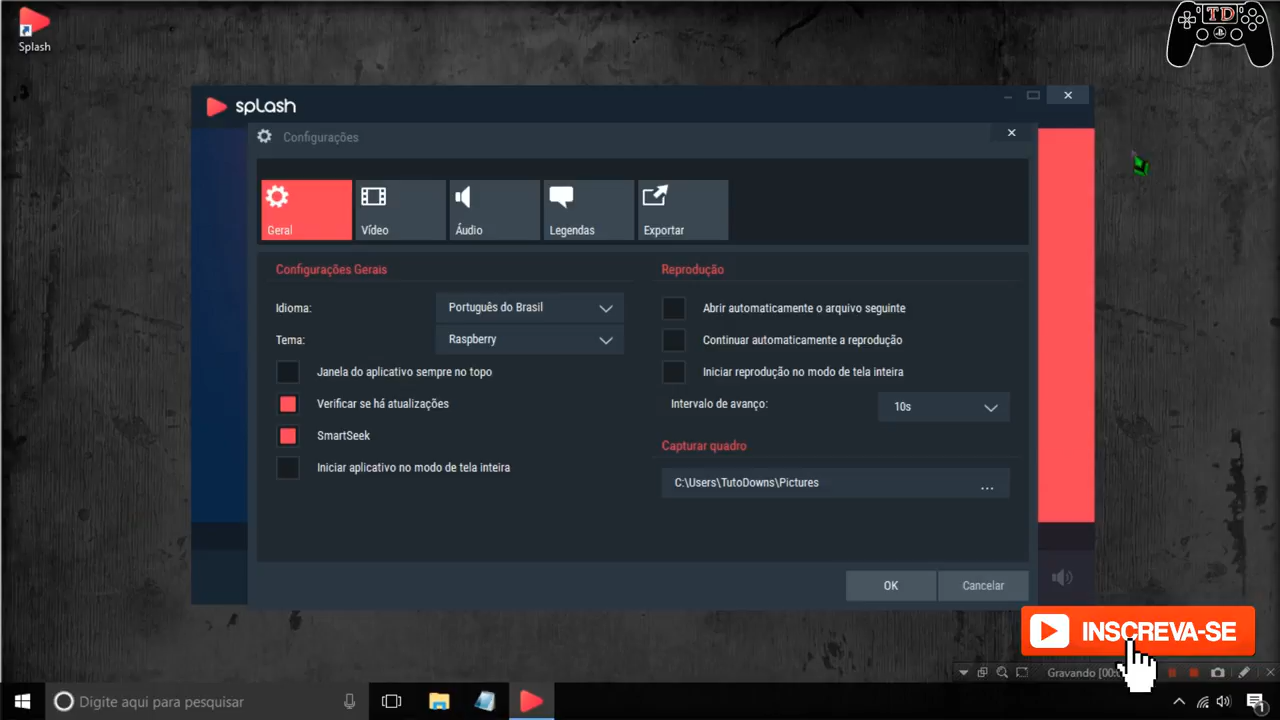 Splash
TD
splash
Configurações
Geral
Vídeo
Áudio
Legendas
Exportar
Configurações Gerais
Idioma:
Português do Brasil
Tema:
Raspberry
Janela do aplicativo sempre no topo
Verificar se há atualizações
SmartSeek
Iniciar aplicativo no modo de tela inteira
Reprodução
Abrir automaticamente o arquivo seguinte
Continuar automaticamente a reprodução
Iniciar reprodução no modo de tela inteira
Intervalo de avanço:
10s
Capturar quadro
C:\Users\TutoDowns\Pictures
...
OK
Cancelar
INSCREVA-SE
Gravando [00:
Digite aqui para pesquisar
1